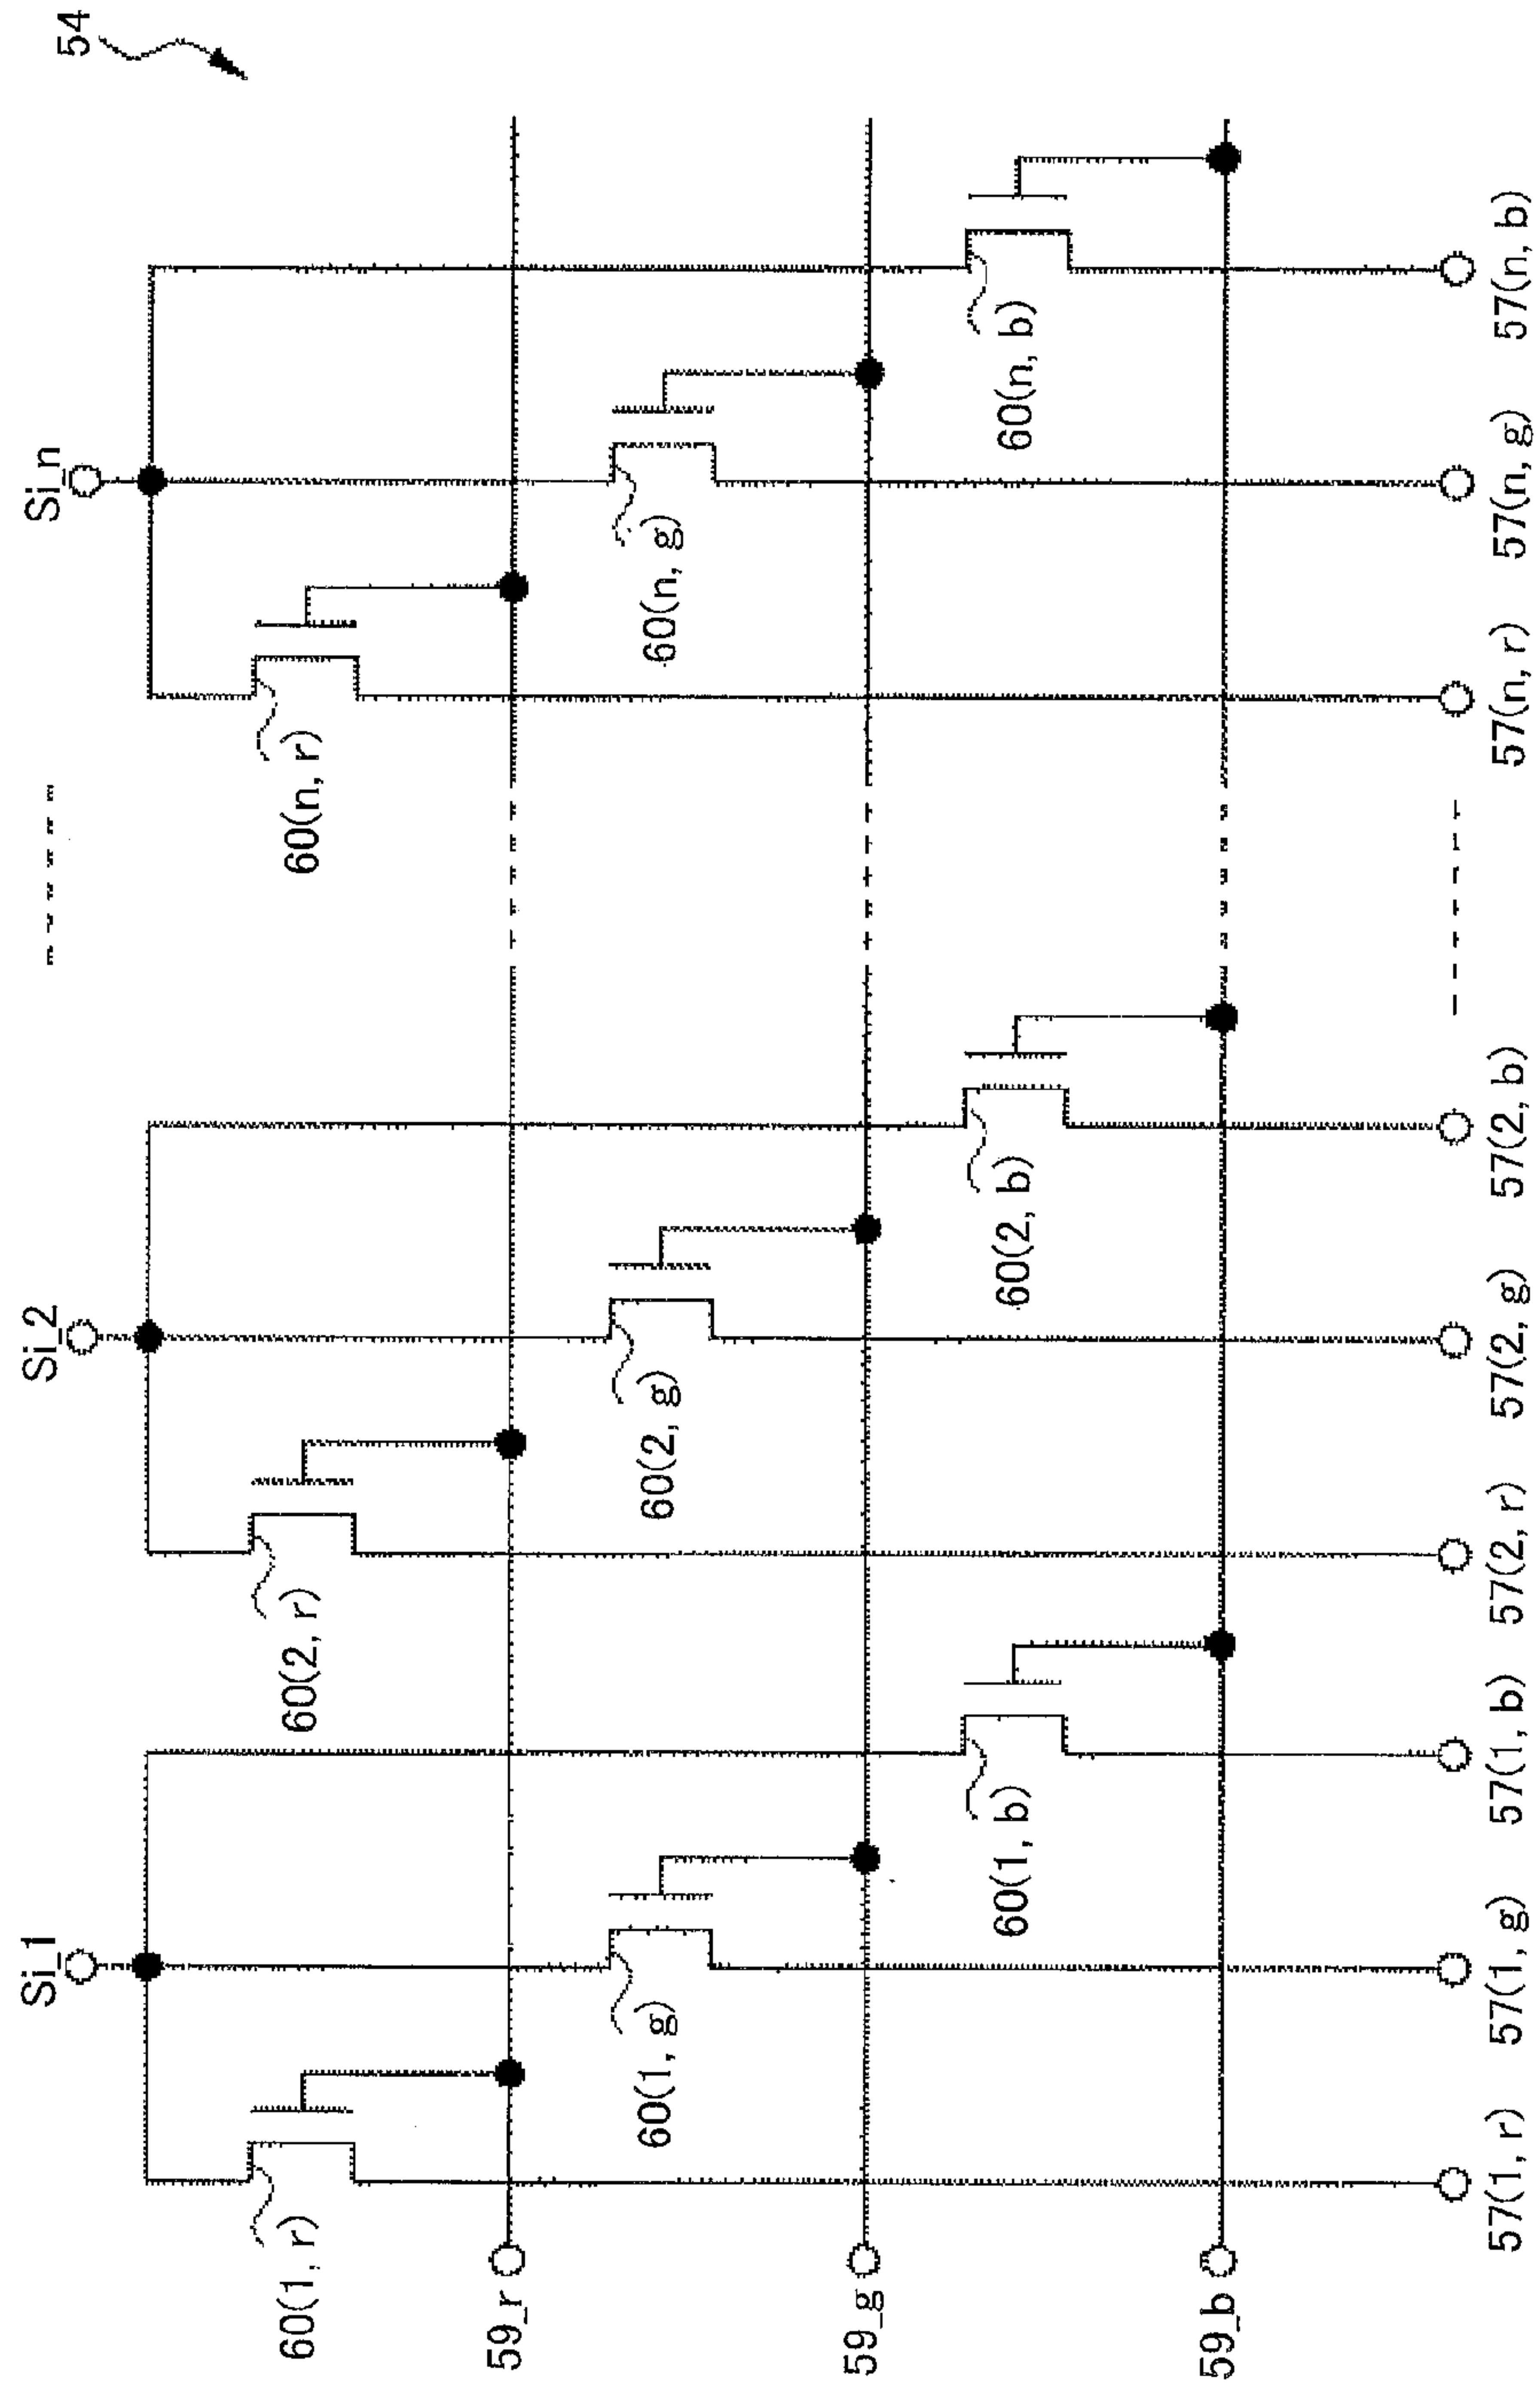 54
Si_1
Si_2
Si_n
60(1, r)
60(2, r)
60(n, r)
59_r
60(1, g)
60(2, g)
60(n, g)
59_g
60(1, b)
60(2, b)
60(n, b)
59_b
57(1, r) 57(1, g) 57(1, b) 57(2, r) 57(2, g) 57(2, b) 57(n, r) 57(n, g) 57(n, b)